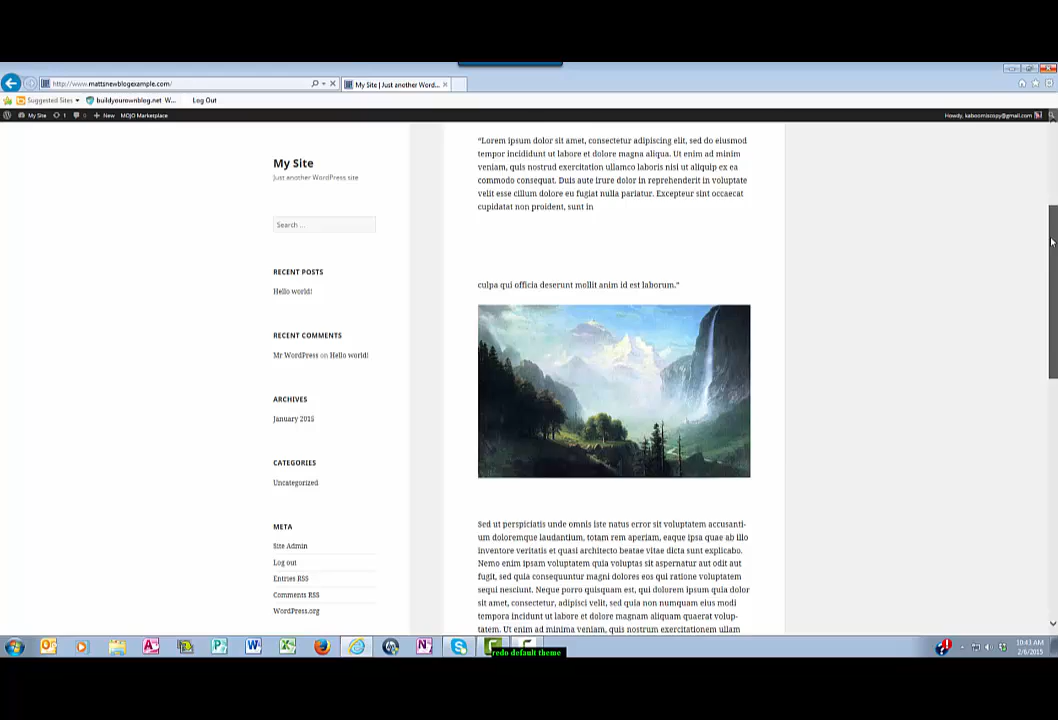 http://www.mattsnewblogexample.com/
My Site | Just another Word...
Suggested Sites
buildyourownblog.net W...
Log Out
My Site
1
0
New
MOJO Marketplace
Howdy, kaboomiscopy@gmail.com
My Site
Just another WordPress site
Search ...
RECENT POSTS
Hello world!
RECENT COMMENTS
Mr WordPress on Hello world!
ARCHIVES
January 2015
CATEGORIES
Uncategorized
META
Site Admin
Log out
Entries RSS
Comments RSS
WordPress.org
"Lorem ipsum dolor sit amet, consectetur adipiscing elit, sed do eiusmod
tempor incididunt ut labore et dolore magna aliqua. Ut enim ad minim
veniam, quis nostrud exercitation ullamco laboris nisi ut aliquip ex ea
commodo consequat. Duis aute irure dolor in reprehenderit in voluptate
velit esse cillum dolore eu fugiat nulla pariatur. Excepteur sint occaecat
cupidatat non proident, sunt in
culpa qui officia deserunt mollit anim id est laborum."
Sed ut perspiciatis unde omnis iste natus error sit voluptatem accusanti-
um doloremque laudantium, totam rem aperiam, eaque ipsa quae ab illo
inventore veritatis et quasi architecto beatae vitae dicta sunt explicabo.
Nemo enim ipsam voluptatem quia voluptas sit aspernatur aut odit aut
fugit, sed quia consequuntur magni dolores eos qui ratione voluptatem
sequi nesciunt. Neque porro quisquam est, qui dolorem ipsum quia dolor
sit amet, consectetur, adipisci velit, sed quia non numquam eius modi
tempora incidunt ut labore et dolore magnam aliquam quaerat volup-
tatem. Ut enim ad minima veniam, quis nostrum exercitationem ullam
redo default theme
10:43 AM
2/6/2015